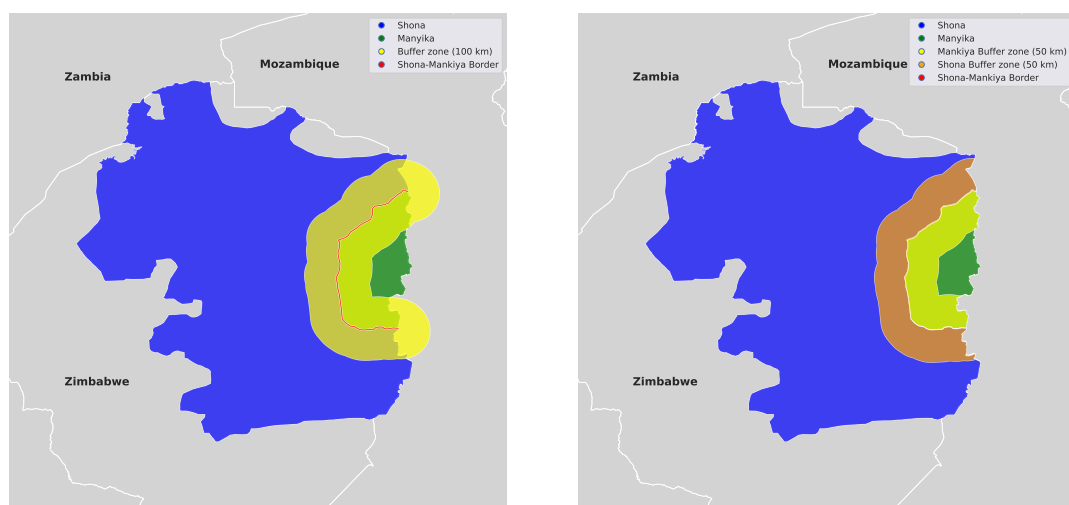 Shona
Manyika
Buffer zone (100 km)
Shona-Mankiya Border
Mozambique
Zambia
Zimbabwe
Shona
Manyika
Mankiya Buffer zone (50 km)
Shona Buffer zone (50 km)
Shona-Mankiya Border
Mozambique
Zambia
Zimbabwe